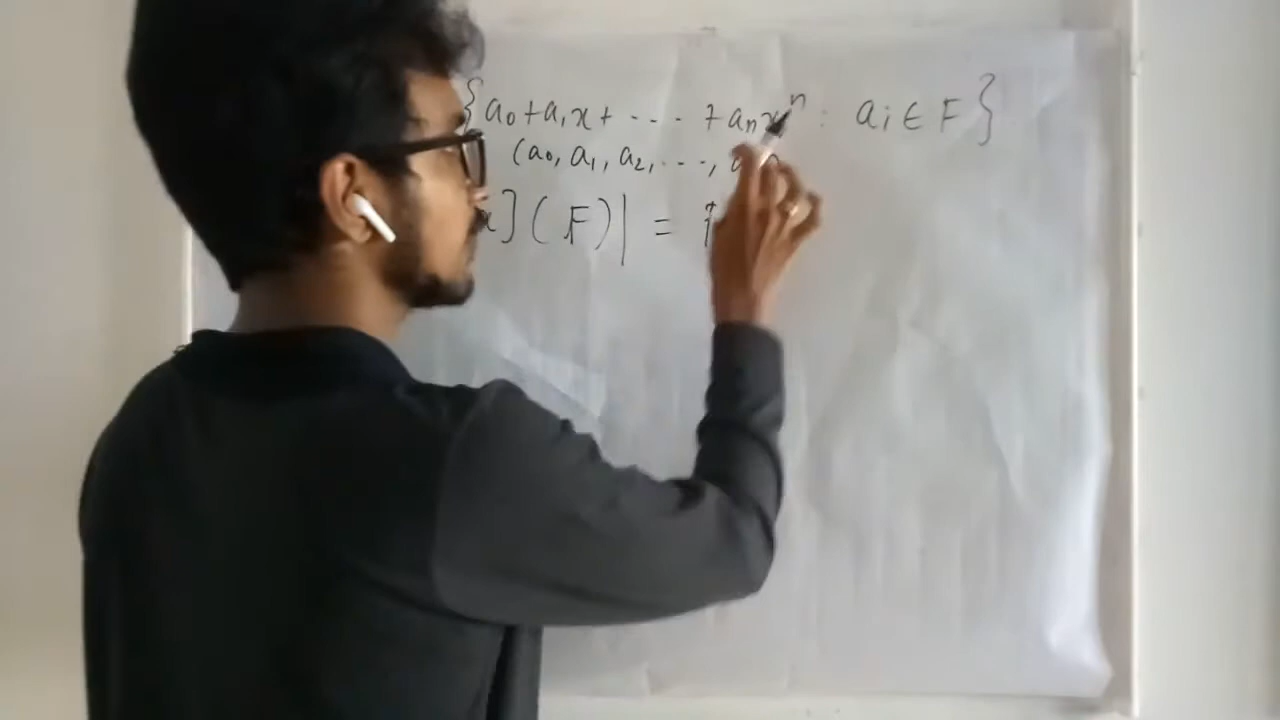 {a₀ + a₁x + ... + aₙxⁿ : aᵢ ∈ F}
(a₀, a₁, a₂, ..., a
x](F)| =